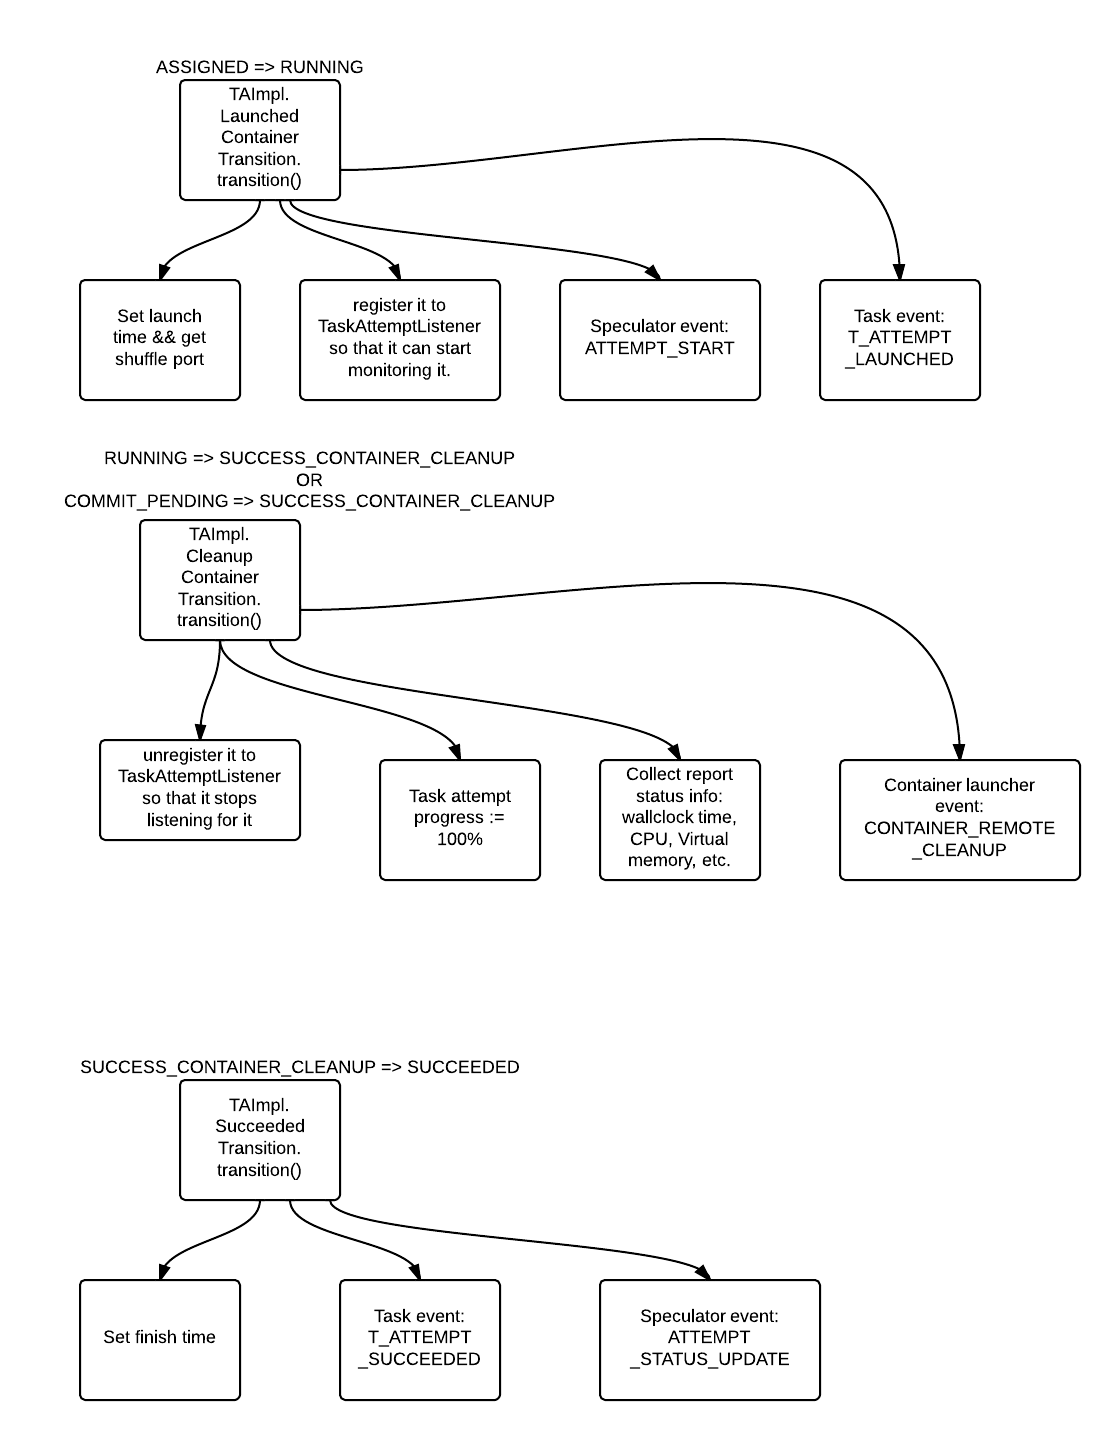 ASSIGNED => RUNNING
TAImpl.
Launched
Container
Transition.
transition()
Set launch
time && get
shuffle port
register it to
TaskAttemptListener
so that it can start
monitoring it.
Speculator event:
ATTEMPT_START
Task event:
T_ATTEMPT
_LAUNCHED
RUNNING => SUCCESS_CONTAINER_CLEANUP
OR
COMMIT_PENDING => SUCCESS_CONTAINER_CLEANUP
TAImpl.
Cleanup
Container
Transition.
transition()
unregister it to
TaskAttemptListener
so that it stops
listening for it
Task attempt
progress :=
100%
Collect report
status info:
wallclock time,
CPU, Virtual
memory, etc.
Container launcher
event:
CONTAINER_REMOTE
_CLEANUP
SUCCESS_CONTAINER_CLEANUP => SUCCEEDED
TAImpl.
Succeeded
Transition.
transition()
Set finish time
Task event:
T_ATTEMPT
_SUCCEEDED
Speculator event:
ATTEMPT
_STATUS_UPDATE